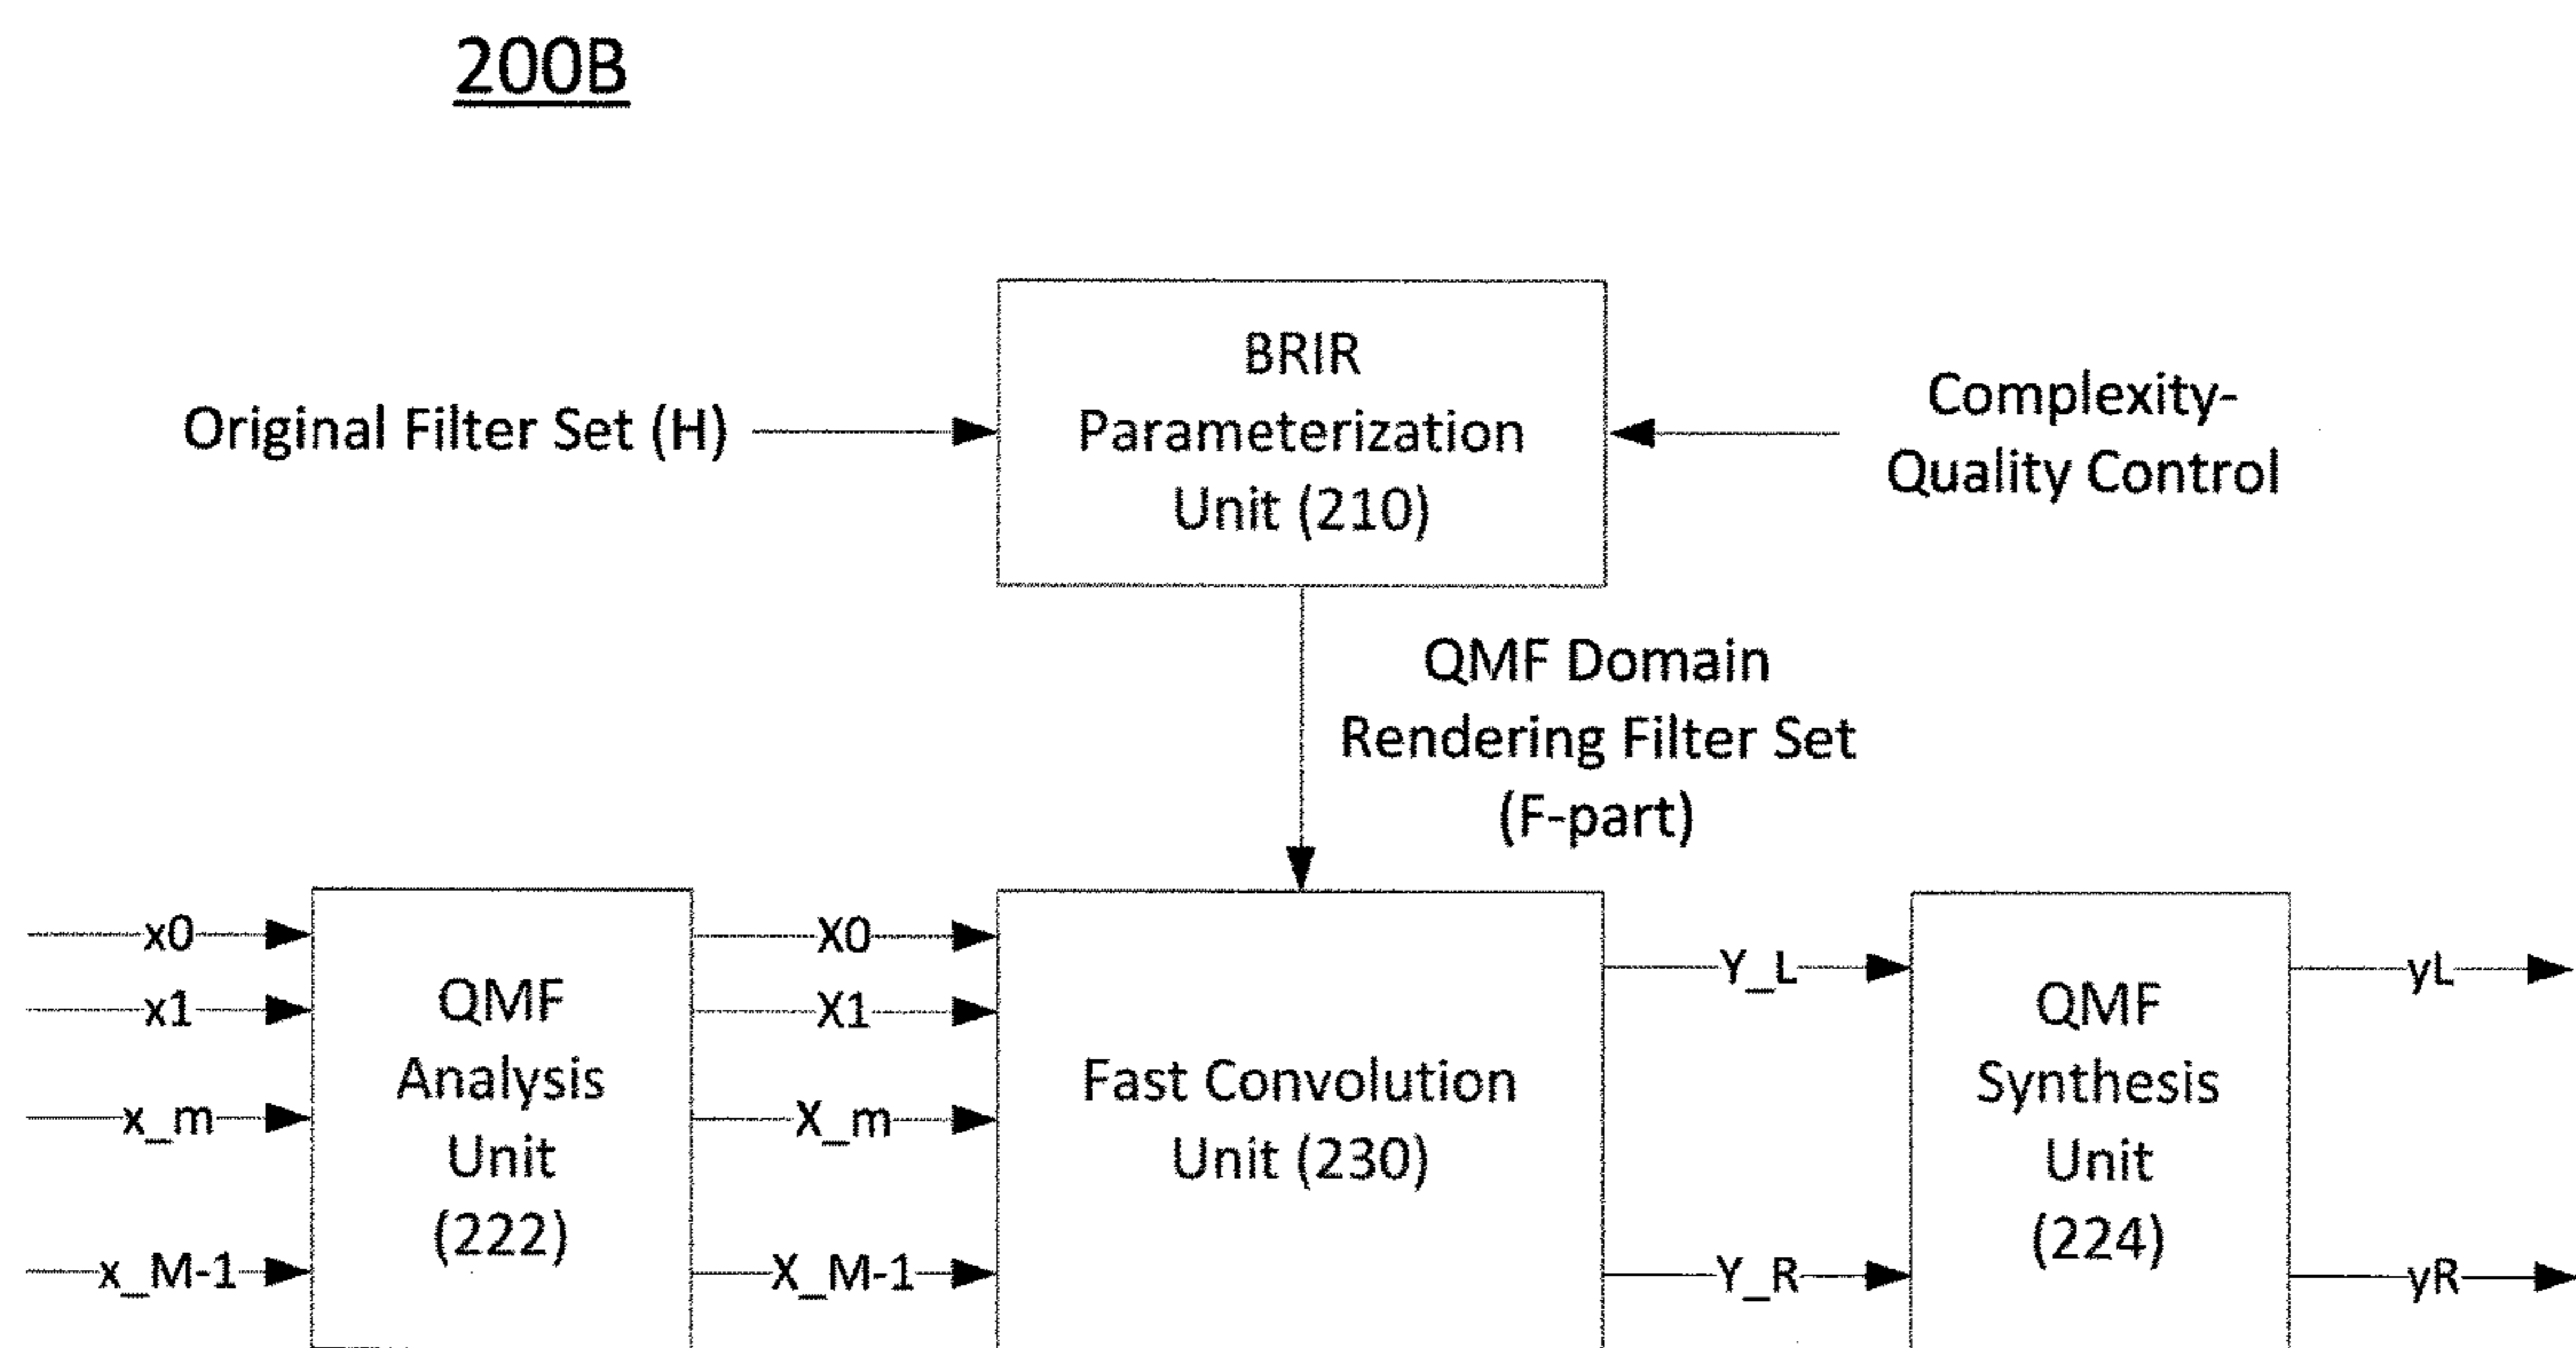 200B
BRIR
Parameterization
Unit (210)
Original Filter Set (H)
Complexity-
Quality Control
QMF Domain
Rendering Filter Set
(F-part)
x0
x1
x_m
x_M-1
QMF
Analysis
Unit
(222)
X0
X1
X_m
X_M-1
Fast Convolution
Unit (230)
Y_L
Y_R
QMF
Synthesis
Unit
(224)
yL
yR